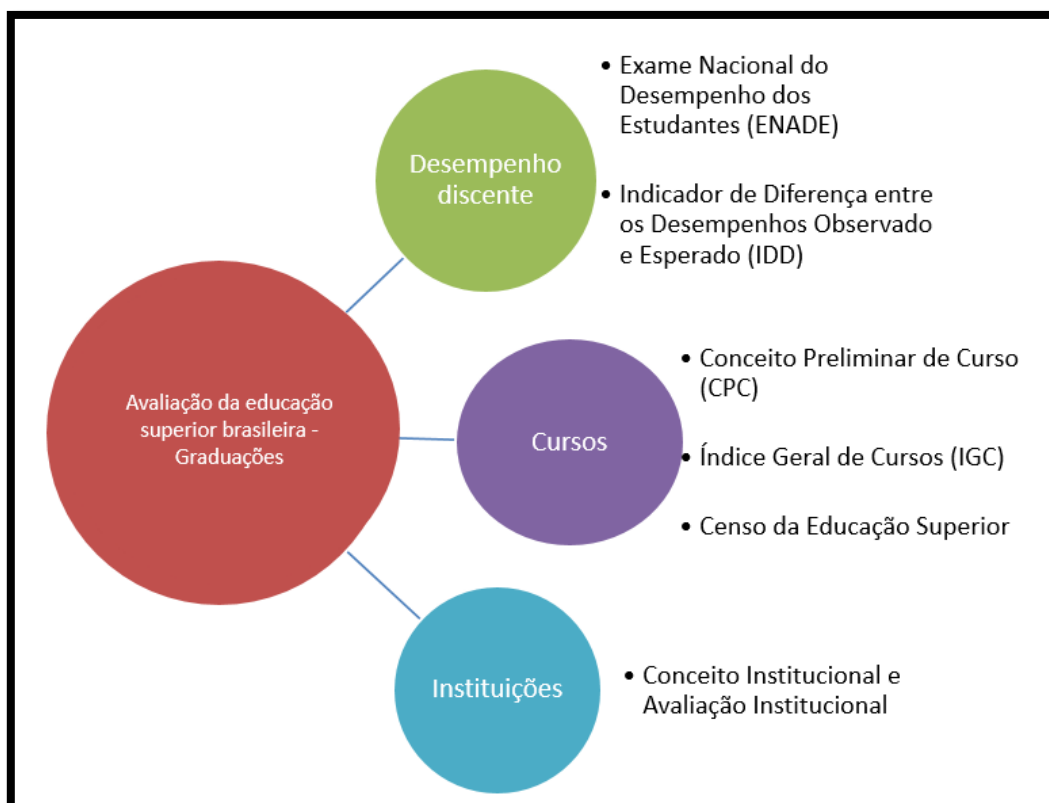 Avaliação da educação
superior brasileira -
Graduações
Desempenho
discente
• Exame Nacional do
Desempenho dos
Estudantes (ENADE)
• Indicador de Diferença entre
os Desempenhos Observado
e Esperado (IDD)
Cursos
• Conceito Preliminar de Curso
(CPC)
• Índice Geral de Cursos (IGC)
• Censo da Educação Superior
Instituições
• Conceito Institucional e
Avaliação Institucional